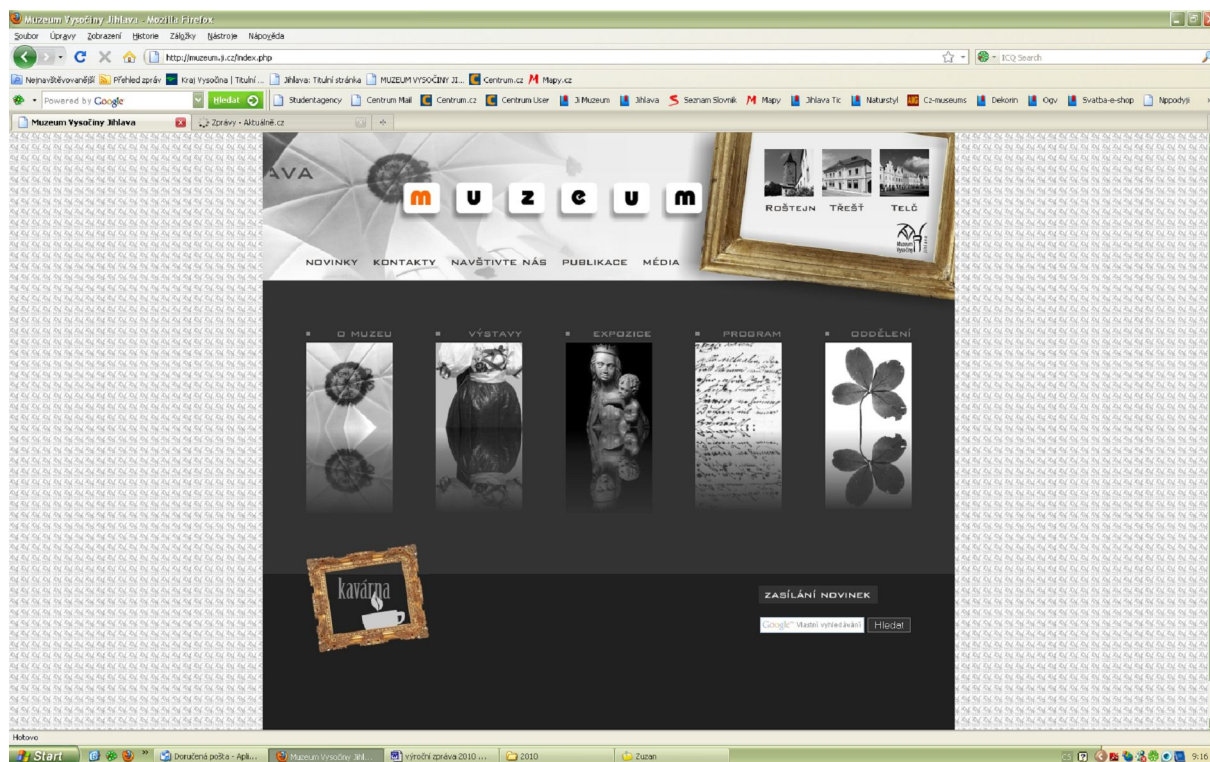 Muzeum Vysočiny Jihlava - Mozilla Firefox
Soubor Úpravy Zobrazení Historie Záložky Nástroje Nápověda
http://muzeum.ji.cz/index.php
ICQ Search
Nejnavštěvovanější Přehled zpráv Kraj Vysočina | Titulní ... Jihlava: Titulní stránka MUZEUM VYSOČINY JI... Centrum.cz Mapy.cz
Powered by Google Hledat Studentagency Centrum Mail Centrum.cz Centrum User Ji Muzeum Jihlava Seznam Slovník Mapy Jihlava Tic Naturstyl Cz-museums Dekorin Ogv Svatba-e-shop Nppodyji
Muzeum Vysočiny Jihlava Zprávy - Aktuálně.cz
AVA
muzeum
ROŠTEJN TŘEŠŤ TELČ
Muzeum
Vysočiny
Jihlava
NOVINKY KONTAKTY NAVŠTIVTE NÁS PUBLIKACE MÉDIA
O MUZEU VÝSTAVY EXPOZICE PROGRAM ODDĚLENÍ
kavárna
ZASÍLÁNÍ NOVINEK
Google™ Vlastní vyhledávání Hledat
Hotovo
Start Doručená pošta - Apli... Muzeum Vysočiny Jihl... výroční zpráva 2010 ... 2010 Zuzan 9:16